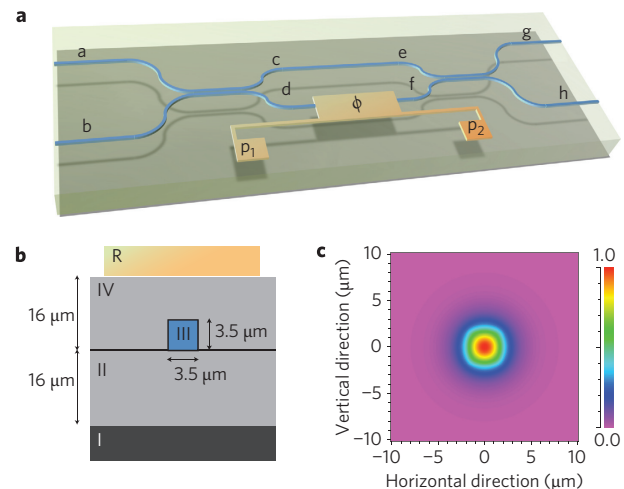 a
a
b
c
d
e
f
g
h
ϕ
p1
p2
b
R
IV
16 μm
III
3.5 μm
3.5 μm
II
16 μm
I
c
Vertical direction (μm)
10
5
0
−5
−10
−10
−5
0
5
10
Horizontal direction (μm)
1.0
0.0